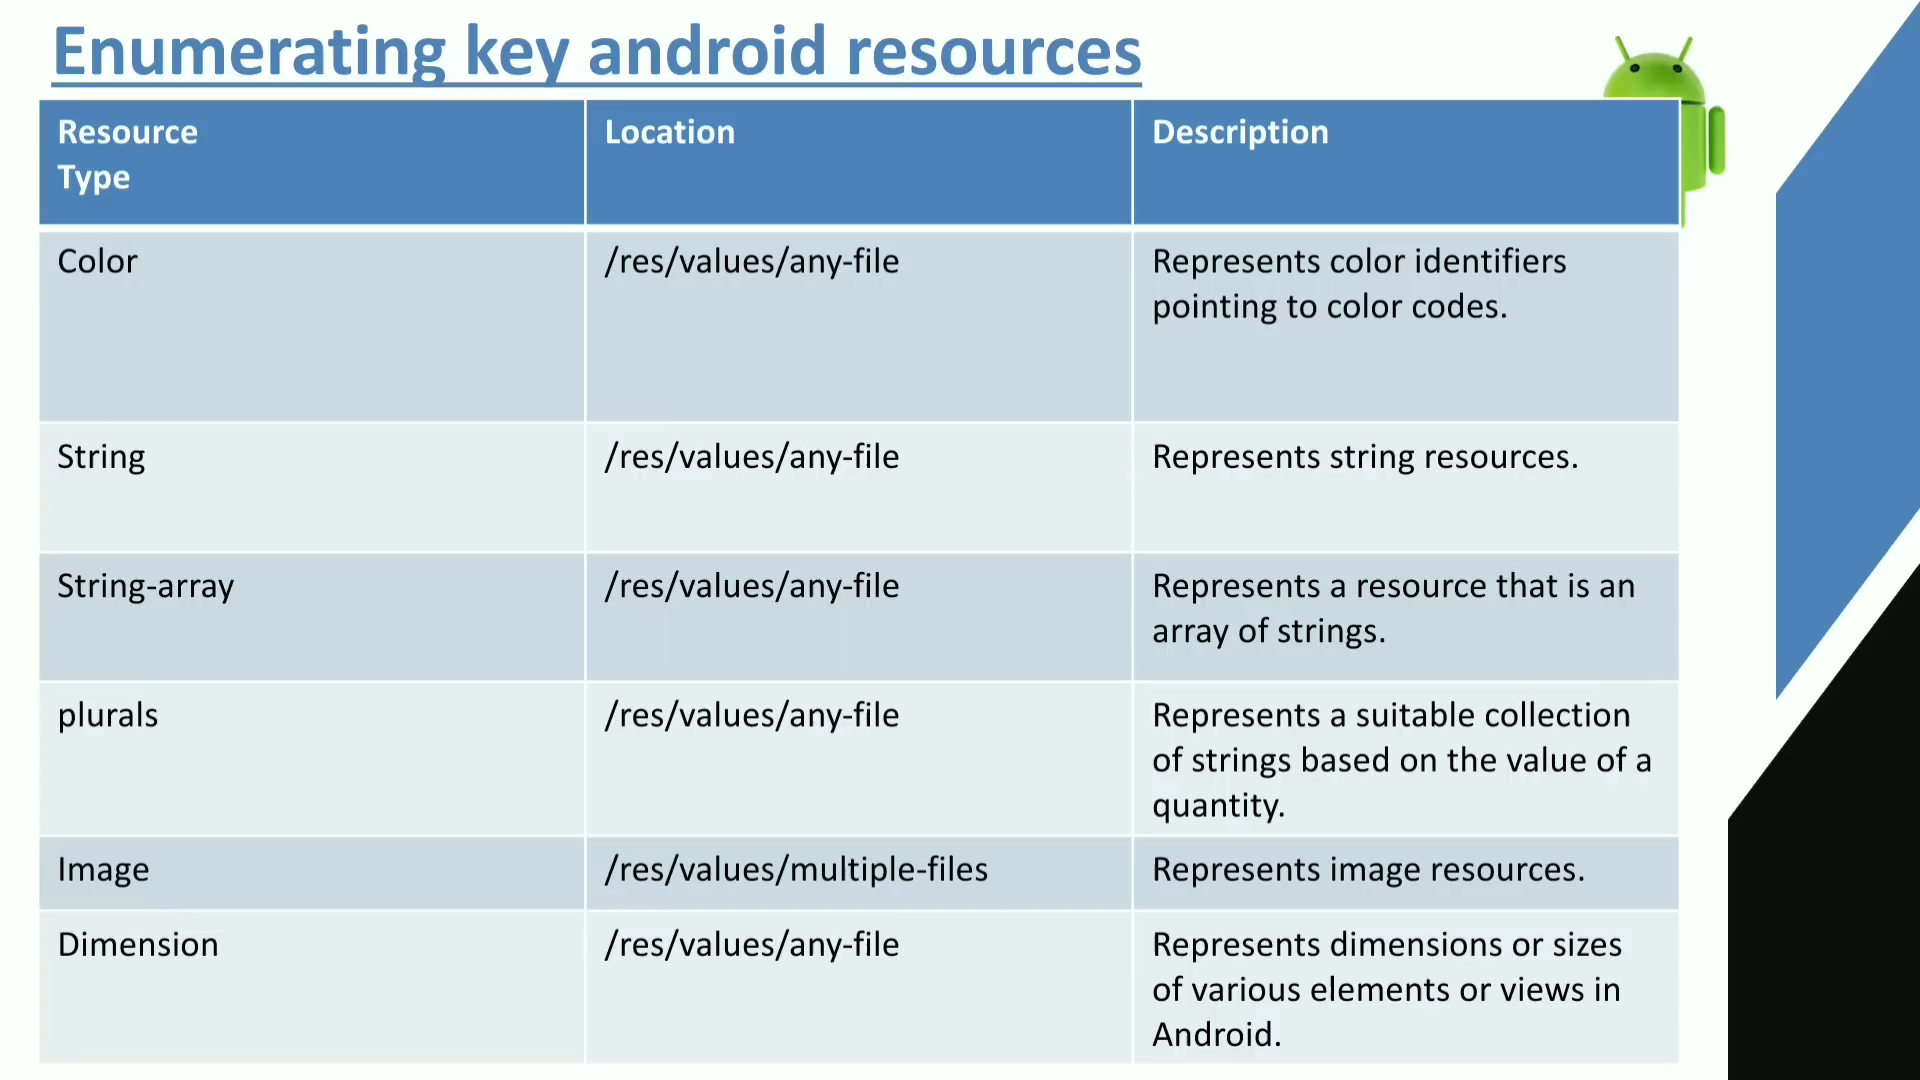 Enumerating key android resources
Resource
Type
Location
Description
Color
/res/values/any-file
Represents color identifiers
pointing to color codes.
String
/res/values/any-file
Represents string resources.
String-array
/res/values/any-file
Represents a resource that is an
array of strings.
plurals
/res/values/any-file
Represents a suitable collection
of strings based on the value of a
quantity.
Image
/res/values/multiple-files
Represents image resources.
Dimension
/res/values/any-file
Represents dimensions or sizes
of various elements or views in
Android.